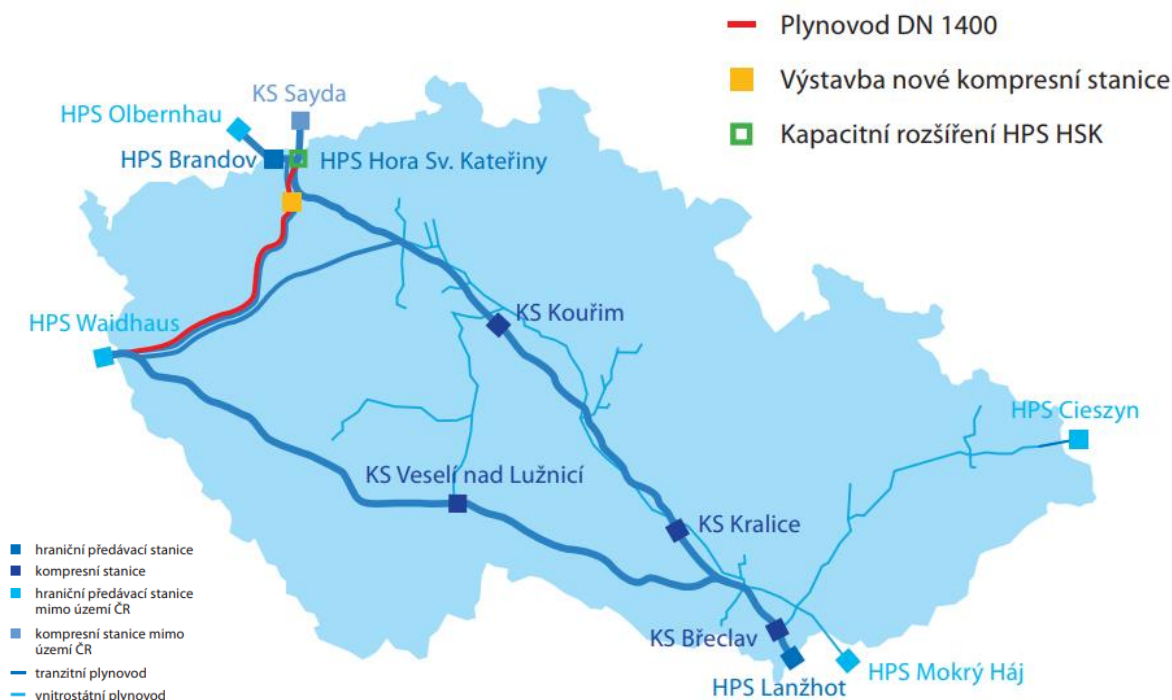 Plynovod DN 1400
Výstavba nové kompresní stanice
Kapacitní rozšíření HPS HSK
KS Sayda
HPS Olbernhau
HPS Brandov
HPS Hora Sv. Kateřiny
HPS Waidhaus
KS Kouřim
HPS Cieszyn
KS Veselí nad Lužnicí
KS Kralice
KS Břeclav
HPS Mokrý Háj
HPS Lanžhot
hraniční předávací stanice
kompresní stanice
hraniční předávací stanice
mimo území ČR
kompresní stanice mimo
území ČR
tranzitní plynovod
vnitrostátní plynovod